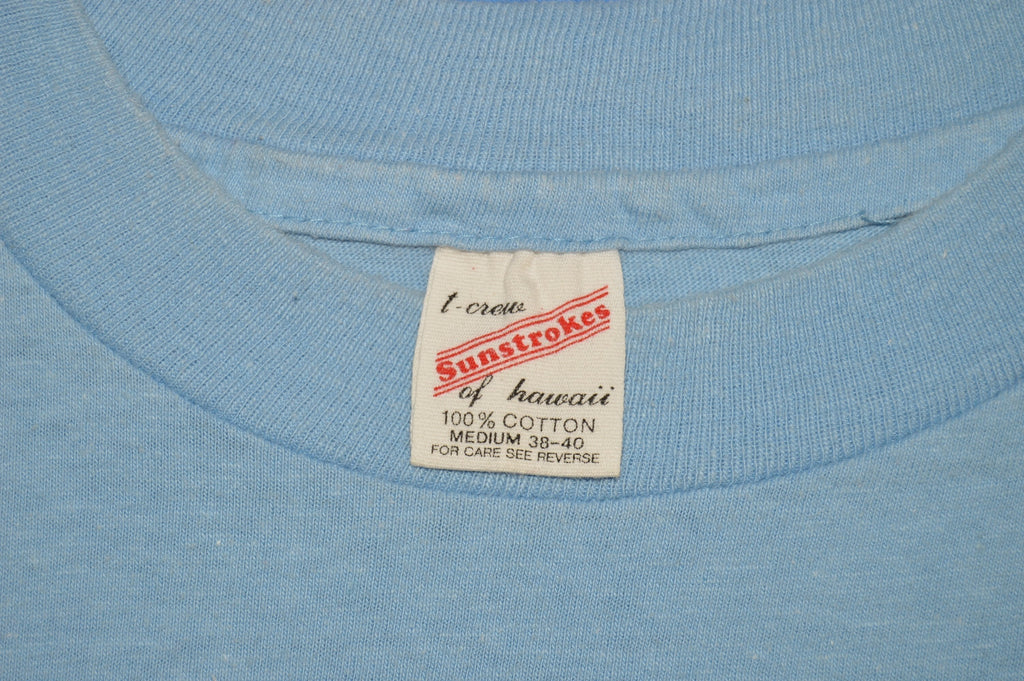 t-crew
Sunstrokes
of hawaii
100% COTTON
MEDIUM 38-40
FOR CARE SEE REVERSE